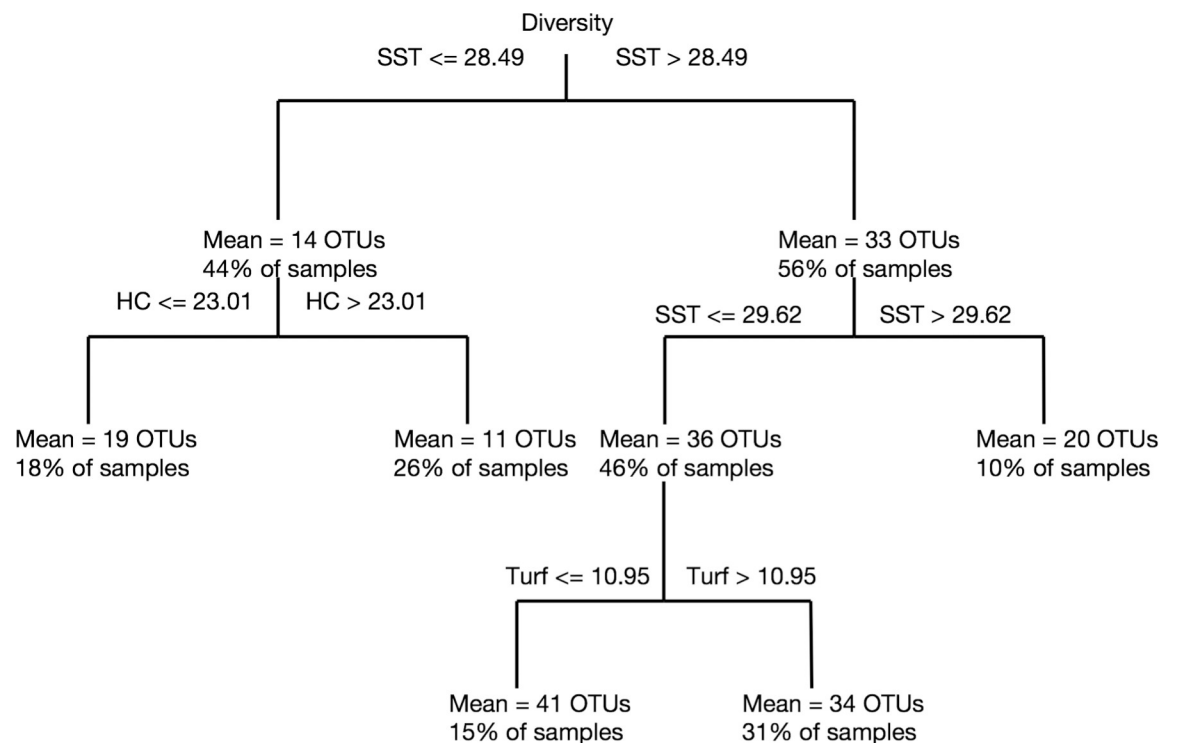 Diversity
SST <= 28.49
SST > 28.49
Mean = 14 OTUs
44% of samples
Mean = 33 OTUs
56% of samples
HC <= 23.01
HC > 23.01
SST <= 29.62
SST > 29.62
Mean = 19 OTUs
18% of samples
Mean = 11 OTUs
26% of samples
Mean = 36 OTUs
46% of samples
Mean = 20 OTUs
10% of samples
Turf <= 10.95
Turf > 10.95
Mean = 41 OTUs
15% of samples
Mean = 34 OTUs
31% of samples